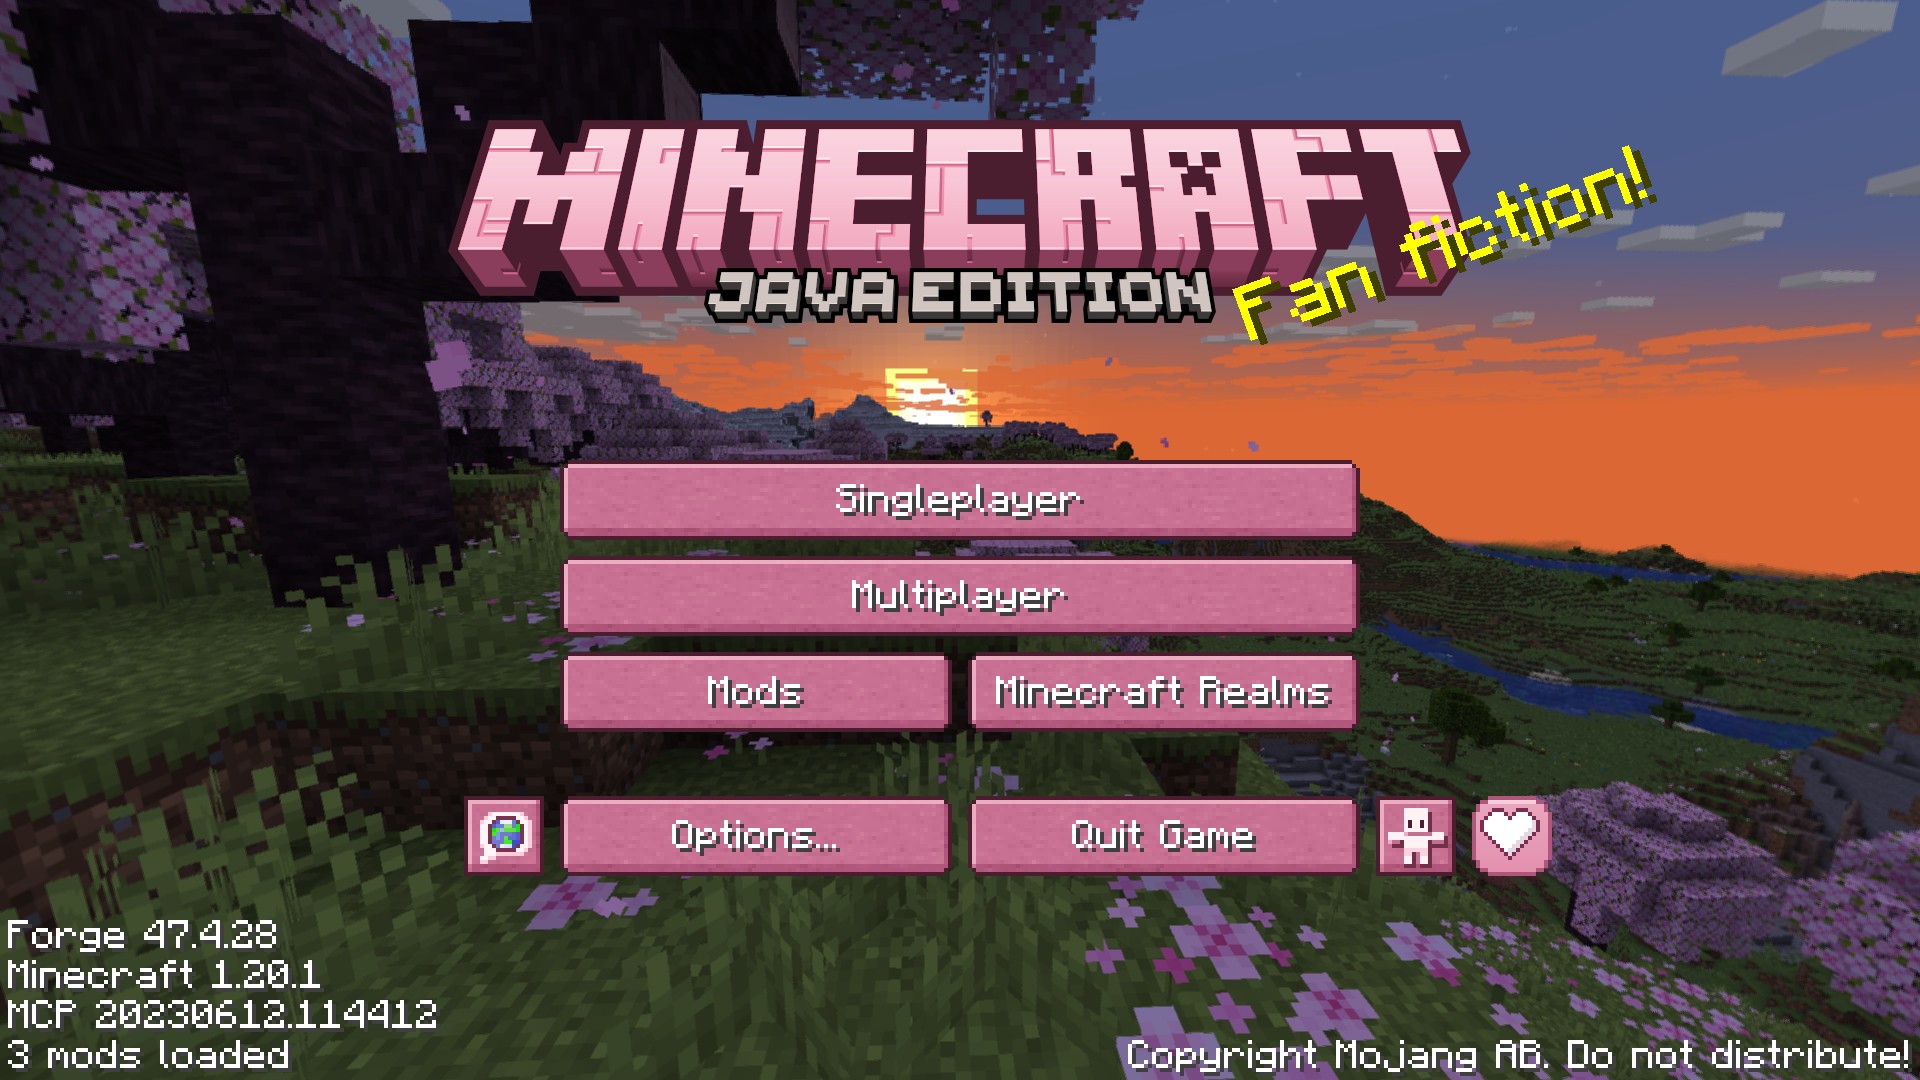 MINECRAFT
JAVA EDITION
Fan fiction!
Singleplayer
Multiplayer
Mods
Minecraft Realms
Options...
Quit Game
Forge 47.4.28
Minecraft 1.20.1
MCP 20230612.114412
3 mods loaded
Copyright Mojang AB. Do not distribute!